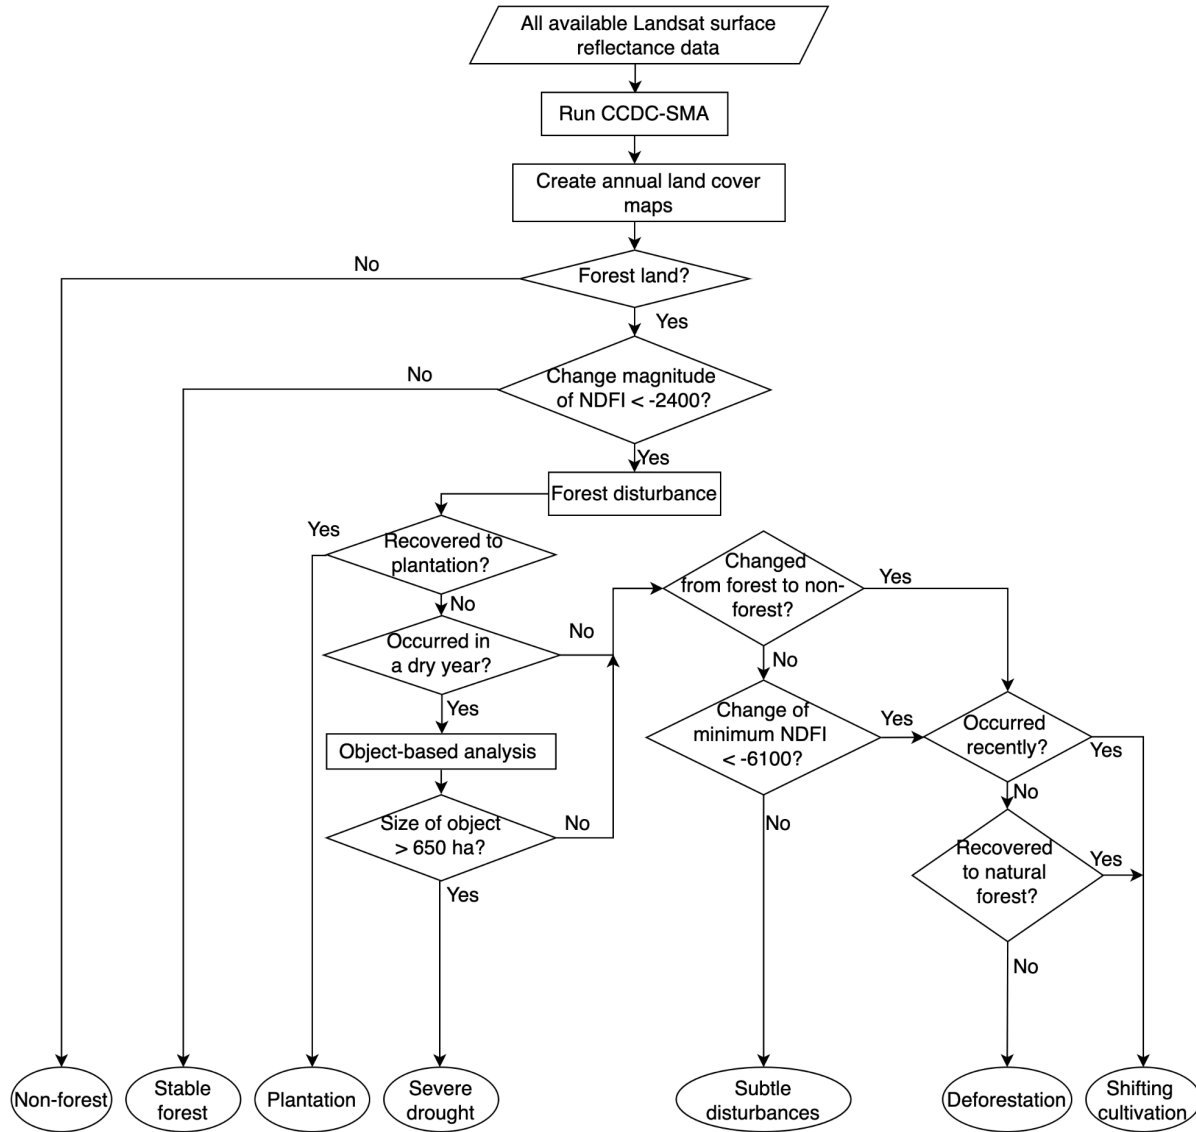 All available Landsat surface
reflectance data
Run CCDC-SMA
Create annual land cover
maps
Forest land?
No
Yes
Change magnitude
of NDFI < -2400?
No
Yes
Forest disturbance
Recovered to
plantation?
Yes
No
Occurred in
a dry year?
No
Yes
Object-based analysis
Size of object
> 650 ha?
No
Yes
Changed
from forest to non-
forest?
Yes
No
Change of
minimum NDFI
< -6100?
Yes
No
Occurred
recently?
Yes
No
Recovered
to natural
forest?
Yes
No
Non-forest
Stable
forest
Plantation
Severe
drought
Subtle
disturbances
Deforestation
Shifting
cultivation